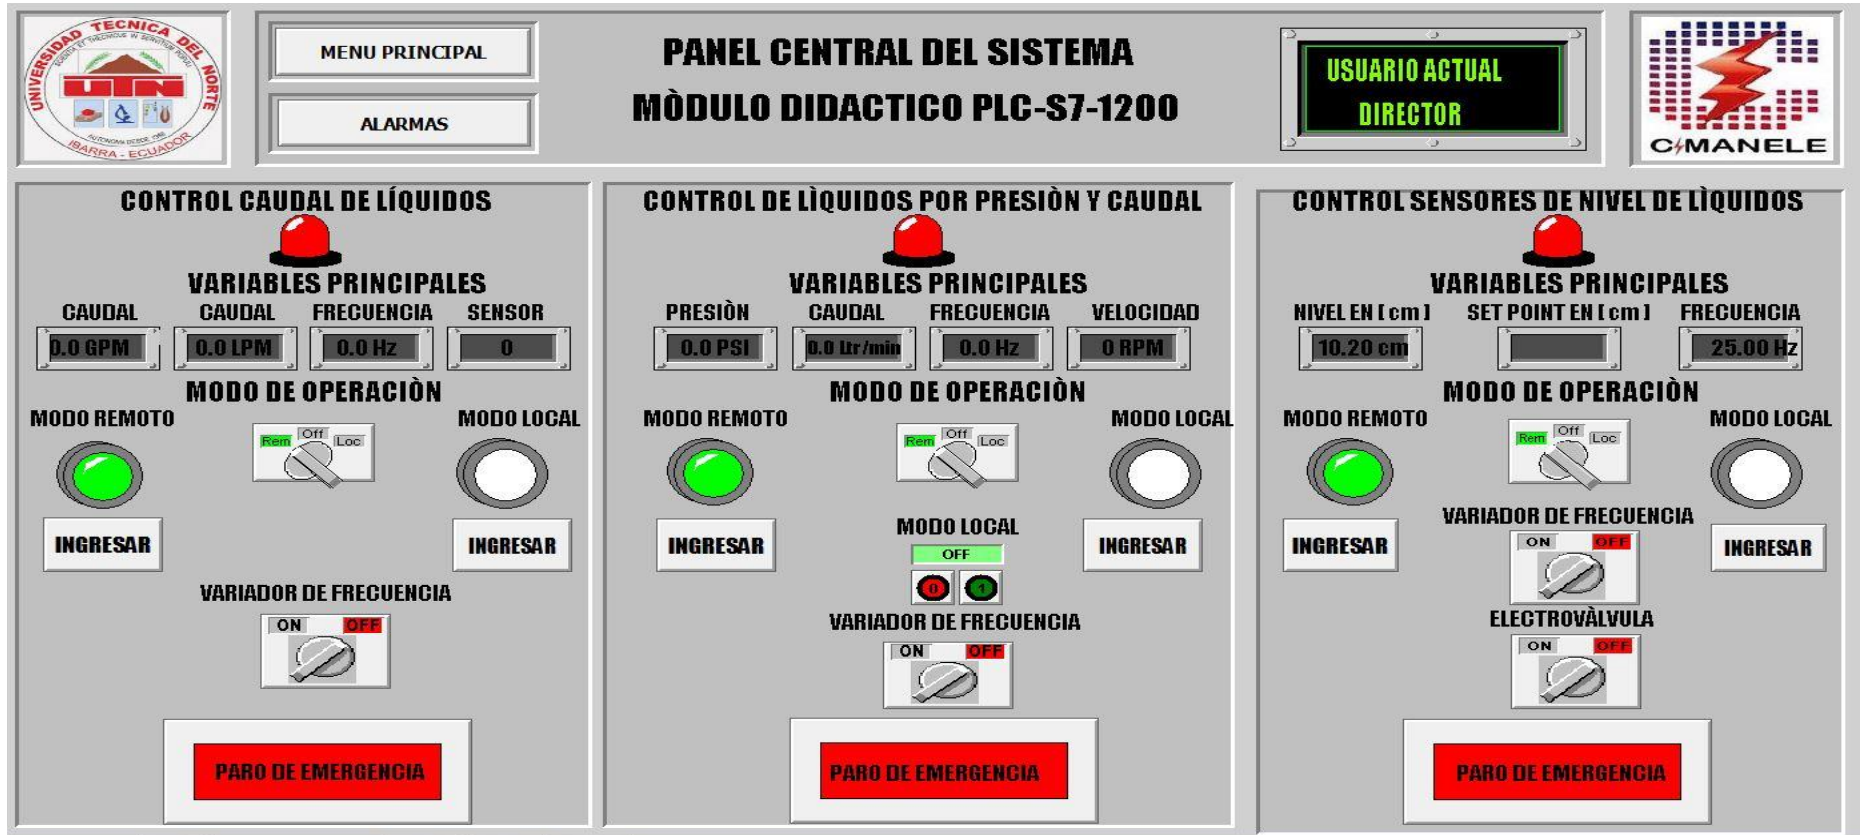 UNIVERSIDAD TECNICA DEL NORTE
IBARRA - ECUADOR
UTN
MENU PRINCIPAL
ALARMAS
PANEL CENTRAL DEL SISTEMA
MÒDULO DIDACTICO PLC-S7-1200
USUARIO ACTUAL
DIRECTOR
CMANELE
CONTROL CAUDAL DE LÍQUIDOS
VARIABLES PRINCIPALES
CAUDAL CAUDAL FRECUENCIA SENSOR
0.0 GPM 0.0 LPM 0.0 Hz 0
MODO DE OPERACIÒN
MODO REMOTO MODO LOCAL
Rem Off Loc
INGRESAR INGRESAR
VARIADOR DE FRECUENCIA
ON OFF
PARO DE EMERGENCIA
CONTROL DE LÌQUIDOS POR PRESIÒN Y CAUDAL
VARIABLES PRINCIPALES
PRESIÒN CAUDAL FRECUENCIA VELOCIDAD
0.0 PSI 0.0 Ltr/min 0.0 Hz 0 RPM
MODO DE OPERACIÒN
MODO REMOTO MODO LOCAL
Rem Off Loc
INGRESAR INGRESAR
MODO LOCAL
OFF
0 1
VARIADOR DE FRECUENCIA
ON OFF
PARO DE EMERGENCIA
CONTROL SENSORES DE NIVEL DE LÌQUIDOS
VARIABLES PRINCIPALES
NIVEL EN [ cm ] SET POINT EN [ cm ] FRECUENCIA
10.20 cm 25.00 Hz
MODO DE OPERACIÒN
MODO REMOTO MODO LOCAL
Rem Off Loc
INGRESAR INGRESAR
VARIADOR DE FRECUENCIA
ON OFF
ELECTROVÀLVULA
ON OFF
PARO DE EMERGENCIA